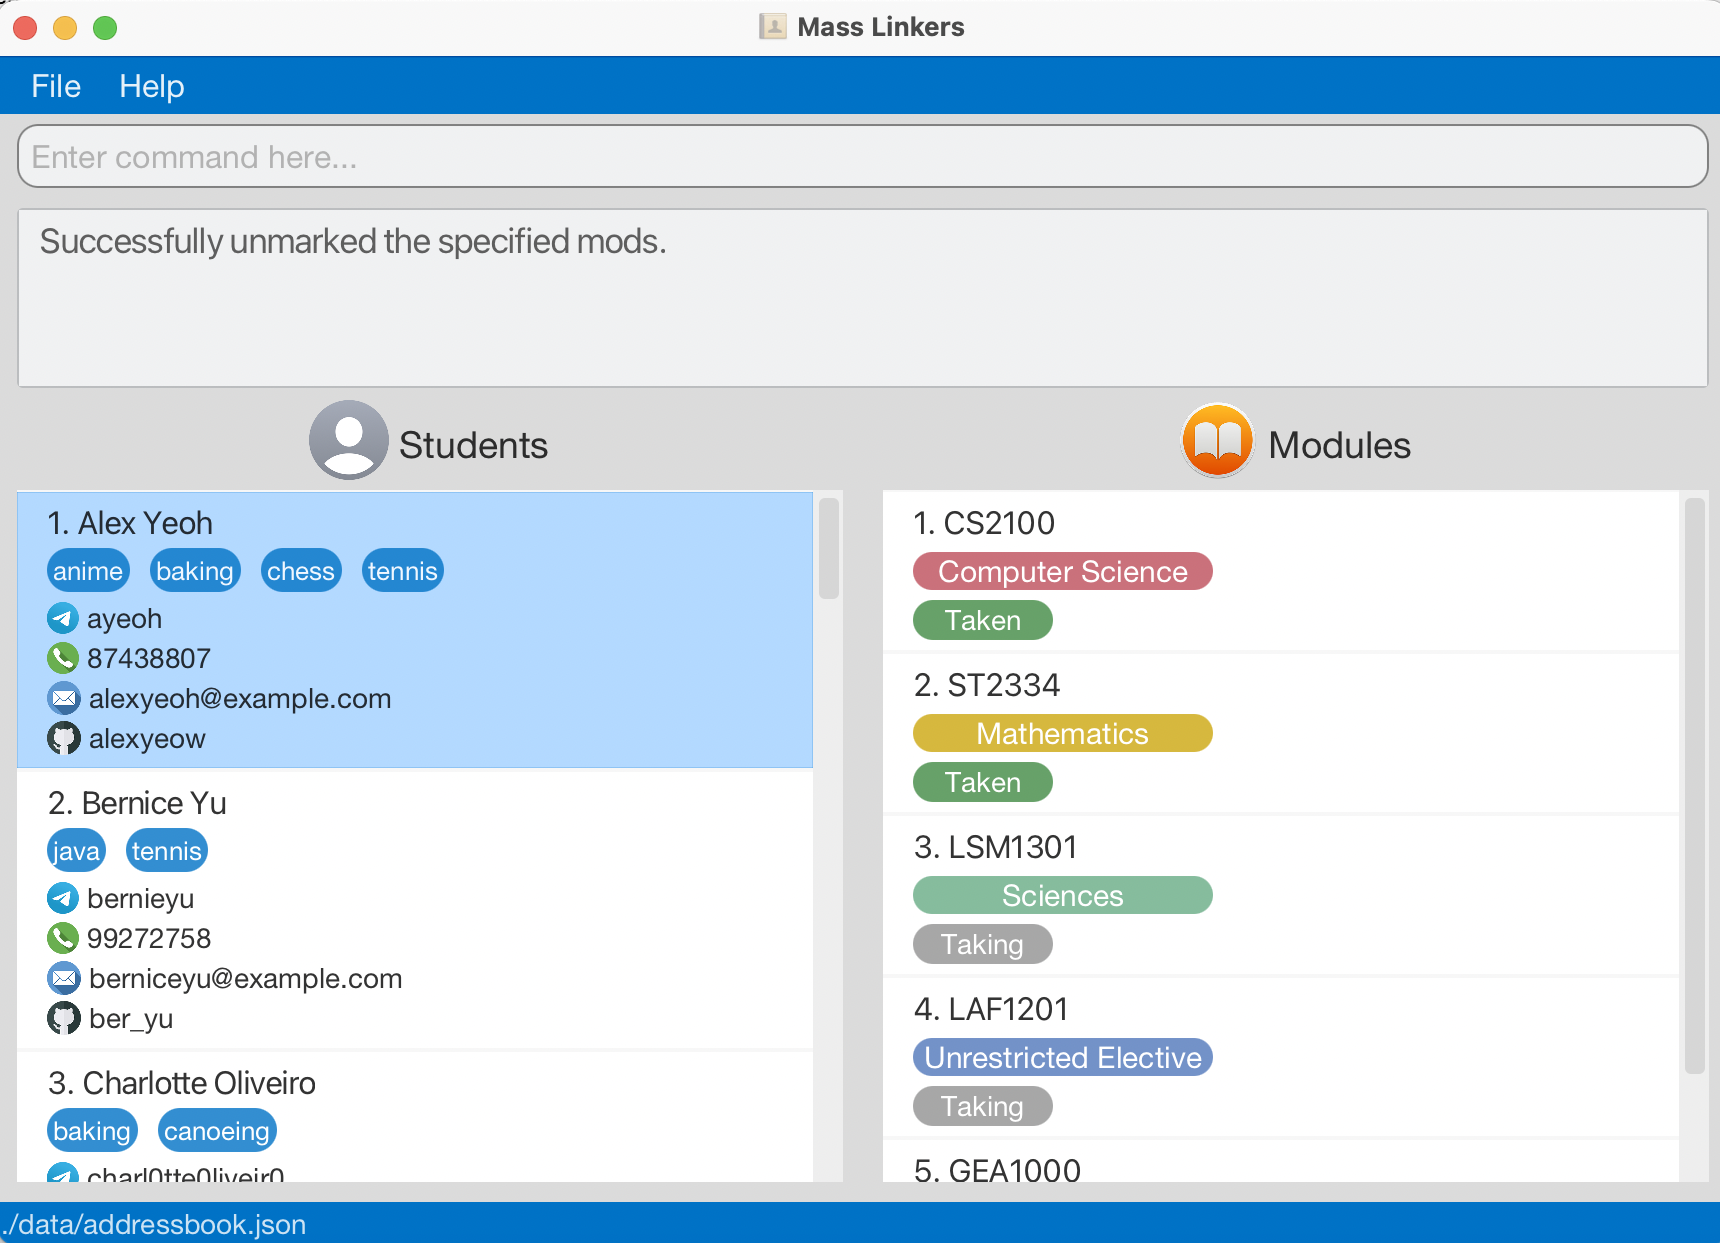 Mass Linkers
File Help
Enter command here...
Successfully unmarked the specified mods.
Students
1. Alex Yeoh
anime baking chess tennis
ayeoh
87438807
alexyeoh@example.com
alexyeow
2. Bernice Yu
java tennis
bernieyu
99272758
berniceyu@example.com
ber_yu
3. Charlotte Oliveiro
baking canoeing
charl0tte0liveir0
Modules
1. CS2100
Computer Science
Taken
2. ST2334
Mathematics
Taken
3. LSM1301
Sciences
Taking
4. LAF1201
Unrestricted Elective
Taking
5. GEA1000
./data/addressbook.json